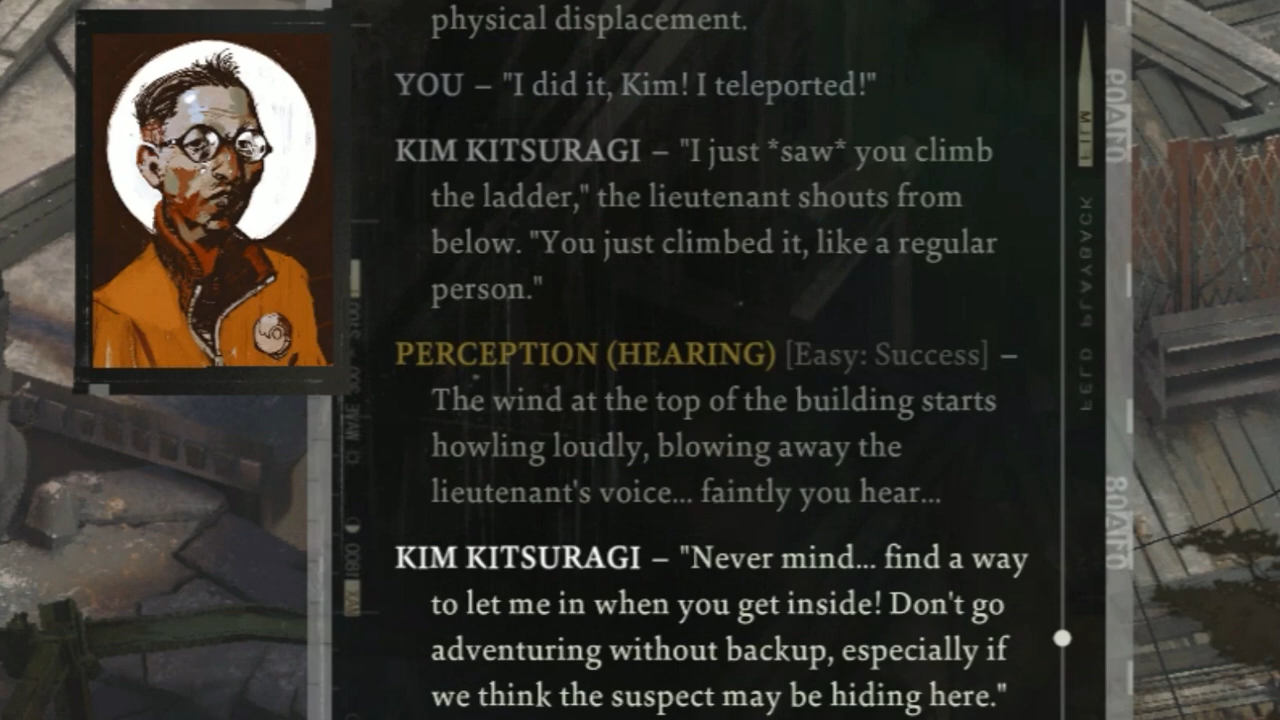 physical displacement.
YOU – "I did it, Kim! I teleported!"
KIM KITSURAGI – "I just *saw* you climb
the ladder," the lieutenant shouts from
below. "You just climbed it, like a regular
person."
PERCEPTION (HEARING) [Easy: Success] –
The wind at the top of the building starts
howling loudly, blowing away the
lieutenant's voice... faintly you hear...
KIM KITSURAGI – "Never mind... find a way
to let me in when you get inside! Don't go
adventuring without backup, especially if
we think the suspect may be hiding here."